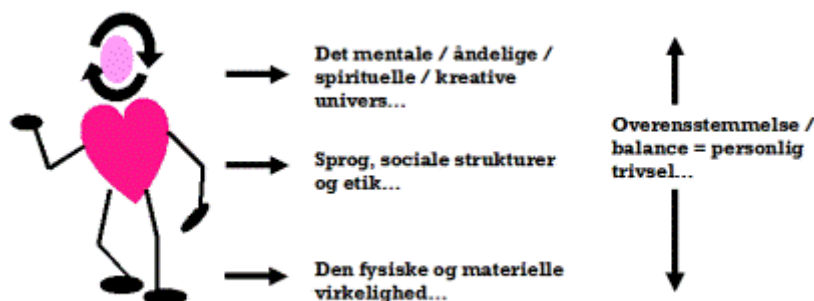 Det mentale / åndelige /
spirituelle / kreative
univers...
Overensstemmelse /
balance = personlig
trivsel...
Sprog, sociale strukturer
og etik...
Den fysiske og materielle
virkelighed...